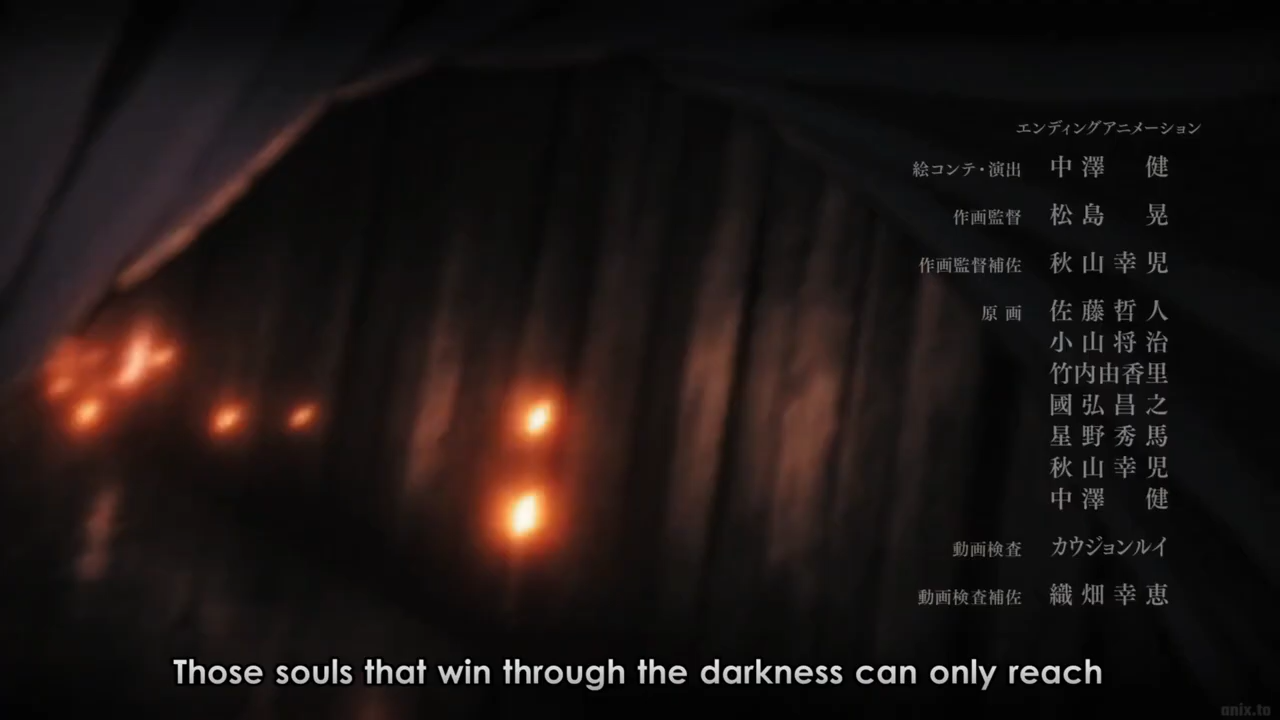 エンディングアニメーション
絵コンテ・演出 中澤 健
作画監督 松島 晃
作画監督補佐 秋山幸児
原画 佐藤哲人
小山将治
竹内由香里
國弘昌之
星野秀馬
秋山幸児
中澤 健
動画検査 カウジョンルイ
動画検査補佐 織畑幸恵
Those souls that win through the darkness can only reach
anix.to